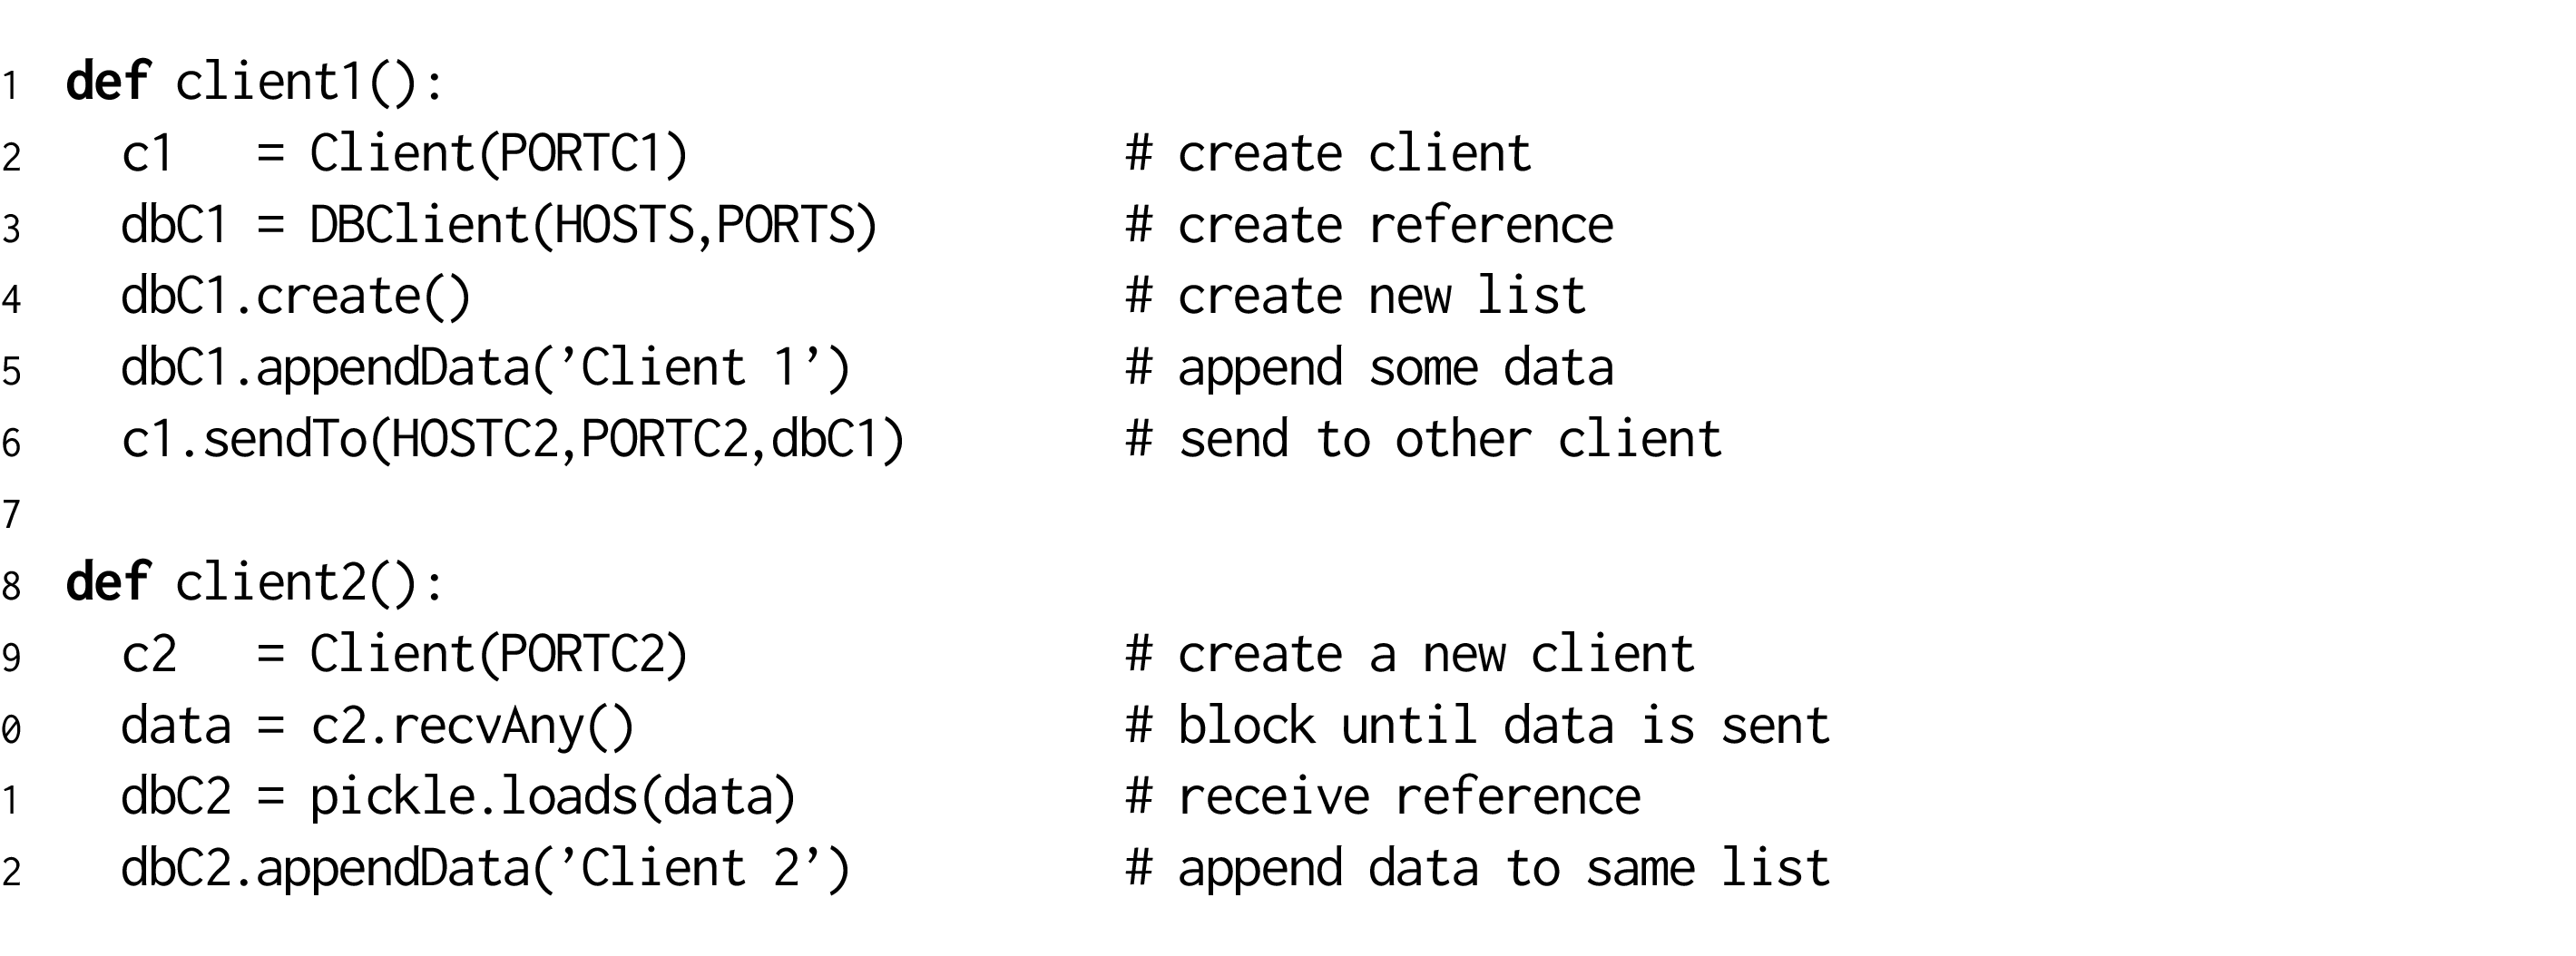 1 def client1():
2   c1   = Client(PORTC1)                # create client
3   dbC1 = DBClient(HOSTS,PORTS)         # create reference
4   dbC1.create()                        # create new list
5   dbC1.appendData(’Client 1’)          # append some data
6   c1.sendTo(HOSTC2,PORTC2,dbC1)        # send to other client
7
8 def client2():
9   c2   = Client(PORTC2)                # create a new client
0   data = c2.recvAny()                  # block until data is sent
1   dbC2 = pickle.loads(data)            # receive reference
2   dbC2.appendData(’Client 2’)          # append data to same list